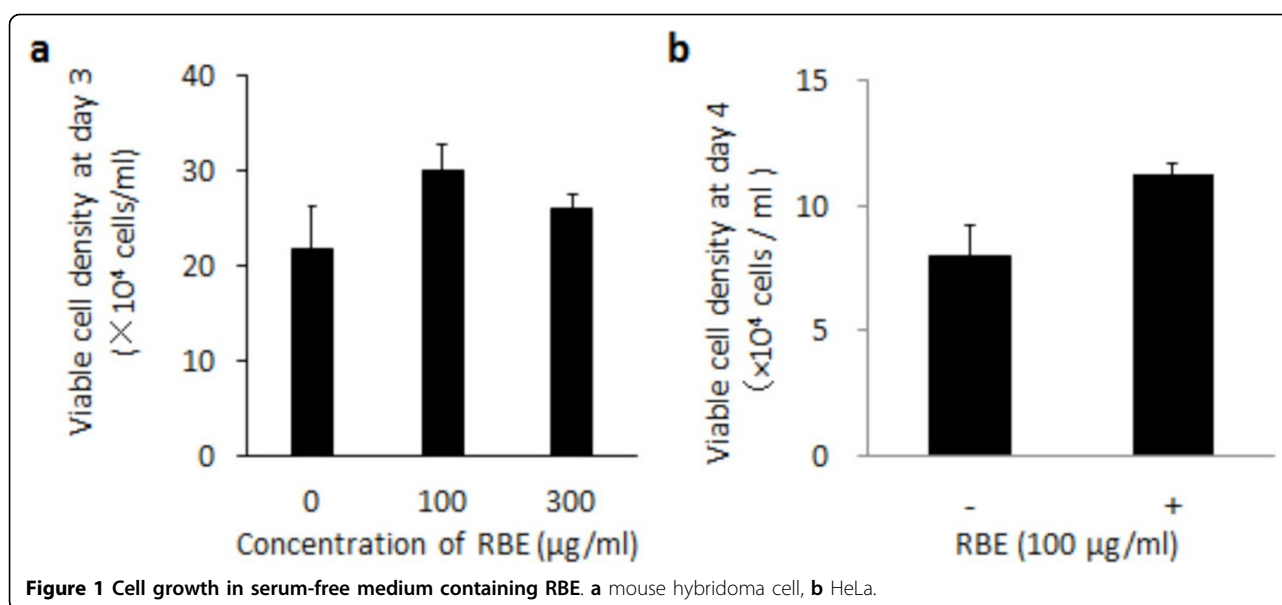 a
Viable cell density at day 3
(×10⁴ cells/ml)
40
30
20
10
0
0 100 300
Concentration of RBE (µg/ml)
b
Viable cell density at day 4
(×10⁴ cells / ml )
15
10
5
0
- +
RBE (100 µg/ml)
Figure 1 Cell growth in serum-free medium containing RBE. a mouse hybridoma cell, b HeLa.